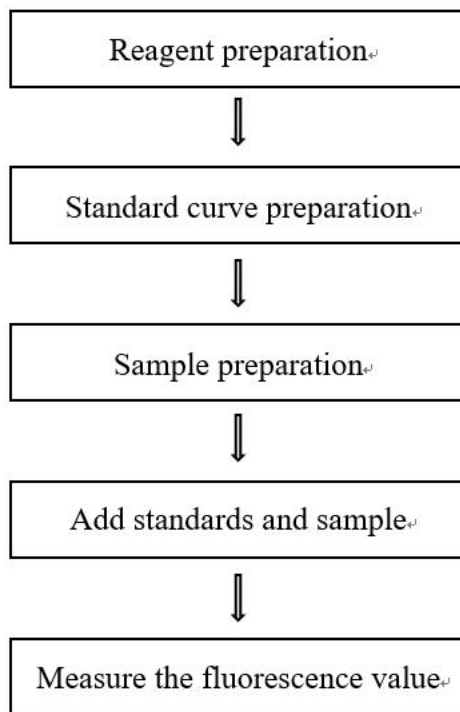 Reagent preparation
Standard curve preparation
Sample preparation
Add standards and sample
Measure the fluorescence value